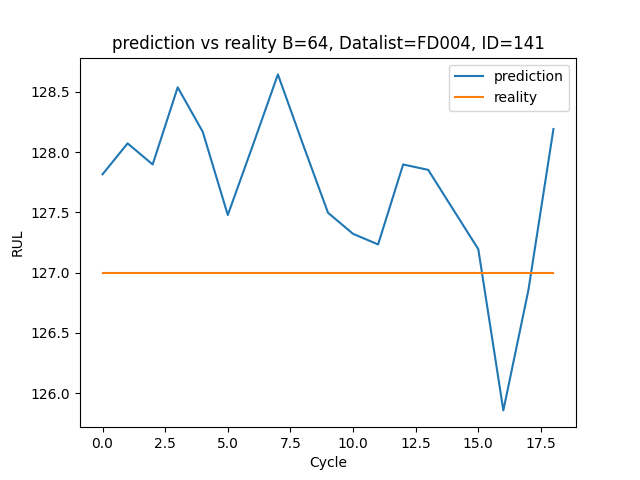 prediction vs reality B=64, Datalist=FD004, ID=141
prediction
reality
128.5
128.0
127.5
127.0
126.5
126.0
RUL
0.0 2.5 5.0 7.5 10.0 12.5 15.0 17.5
Cycle